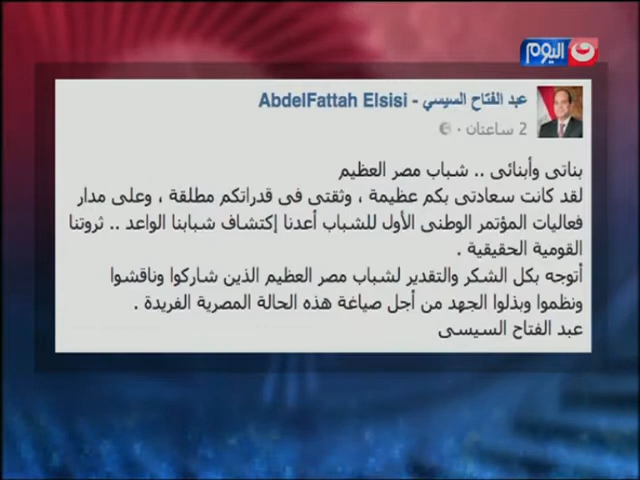 اليوم
عبد الفتاح السيسي - AbdelFattah Elsisi
2 ساعتان ·
بناتى وأبنائى .. شباب مصر العظيم
لقد كانت سعادتى بكم عظيمة ، وثقتى فى قدراتكم مطلقة ، وعلى مدار
فعاليات المؤتمر الوطنى الأول للشباب أعدنا إكتشاف شبابنا الواعد .. ثروتنا
القومية الحقيقية .
أتوجه بكل الشكر والتقدير لشباب مصر العظيم الذين شاركوا وناقشوا
ونظموا وبذلوا الجهد من أجل صياغة هذه الحالة المصرية الفريدة .
عبد الفتاح السيسى